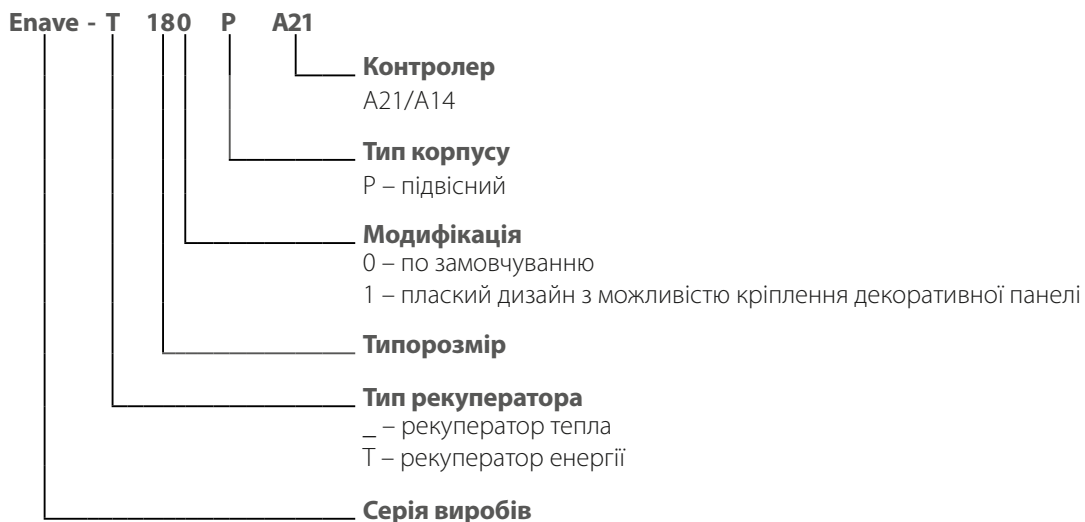 Enave - T 180 P A21
Контролер
A21/A14
Тип корпусу
P – підвісний
Модифікація
0 – по замовчуванню
1 – плаский дизайн з можливістю кріплення декоративної панелі
Типорозмір
Тип рекуператора
_ – рекуператор тепла
T – рекуператор енергії
Серія виробів